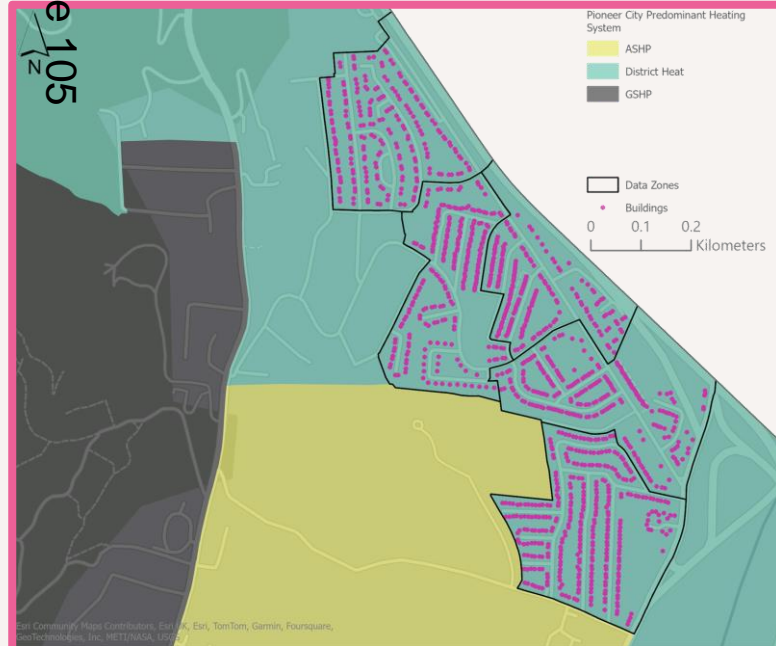 e 105
N
Pioneer City Predominant Heating
System
ASHP
District Heat
GSHP
Data Zones
Buildings
0 0.1 0.2
Kilometers
Esri Community Maps Contributors, Esri UK, Esri, TomTom, Garmin, Foursquare,
GeoTechnologies, Inc, METI/NASA, USGS